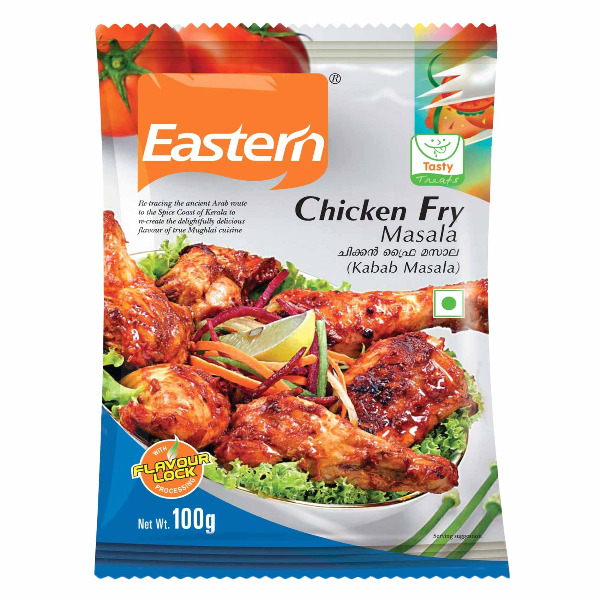 ®
Eastern
Tasty
Treats
Re-tracing the ancient Arab route
to the Spice Coast of Kerala to
re-create the delightfully delicious
flavour of true Mughlai cuisine
Chicken Fry
Masala
ചിക്കൻ ഫ്രൈ മസാല
(Kabab Masala)
WITH
FLAVOUR
LOCK
PROCESSING
Net Wt. 100g
Serving suggestion